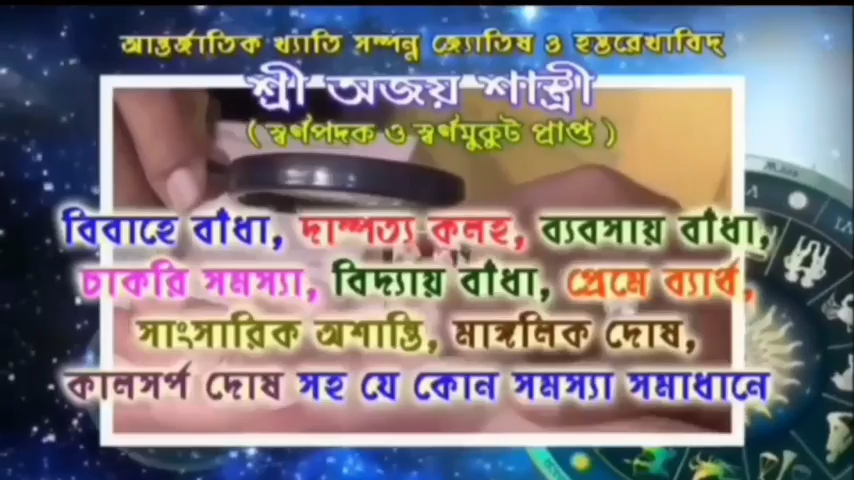 আন্তর্জাতিক খ্যাতি সম্পন্ন জ্যোতিষ ও হস্তরেখাবিদ্
শ্রী অজয় শাস্ত্রী
( স্বর্ণপদক ও স্বর্ণমুকুট প্রাপ্ত )
বিবাহে বাঁধা, দাম্পত্য কলহ, ব্যবসায় বাঁধা,
চাকরি সমস্যা, বিদ্যায় বাঁধা, প্রেমে ব্যার্থ,
সাংসারিক অশান্তি, মাঙ্গলিক দোষ,
কালসর্প দোষ সহ যে কোন সমস্যা সমাধানে